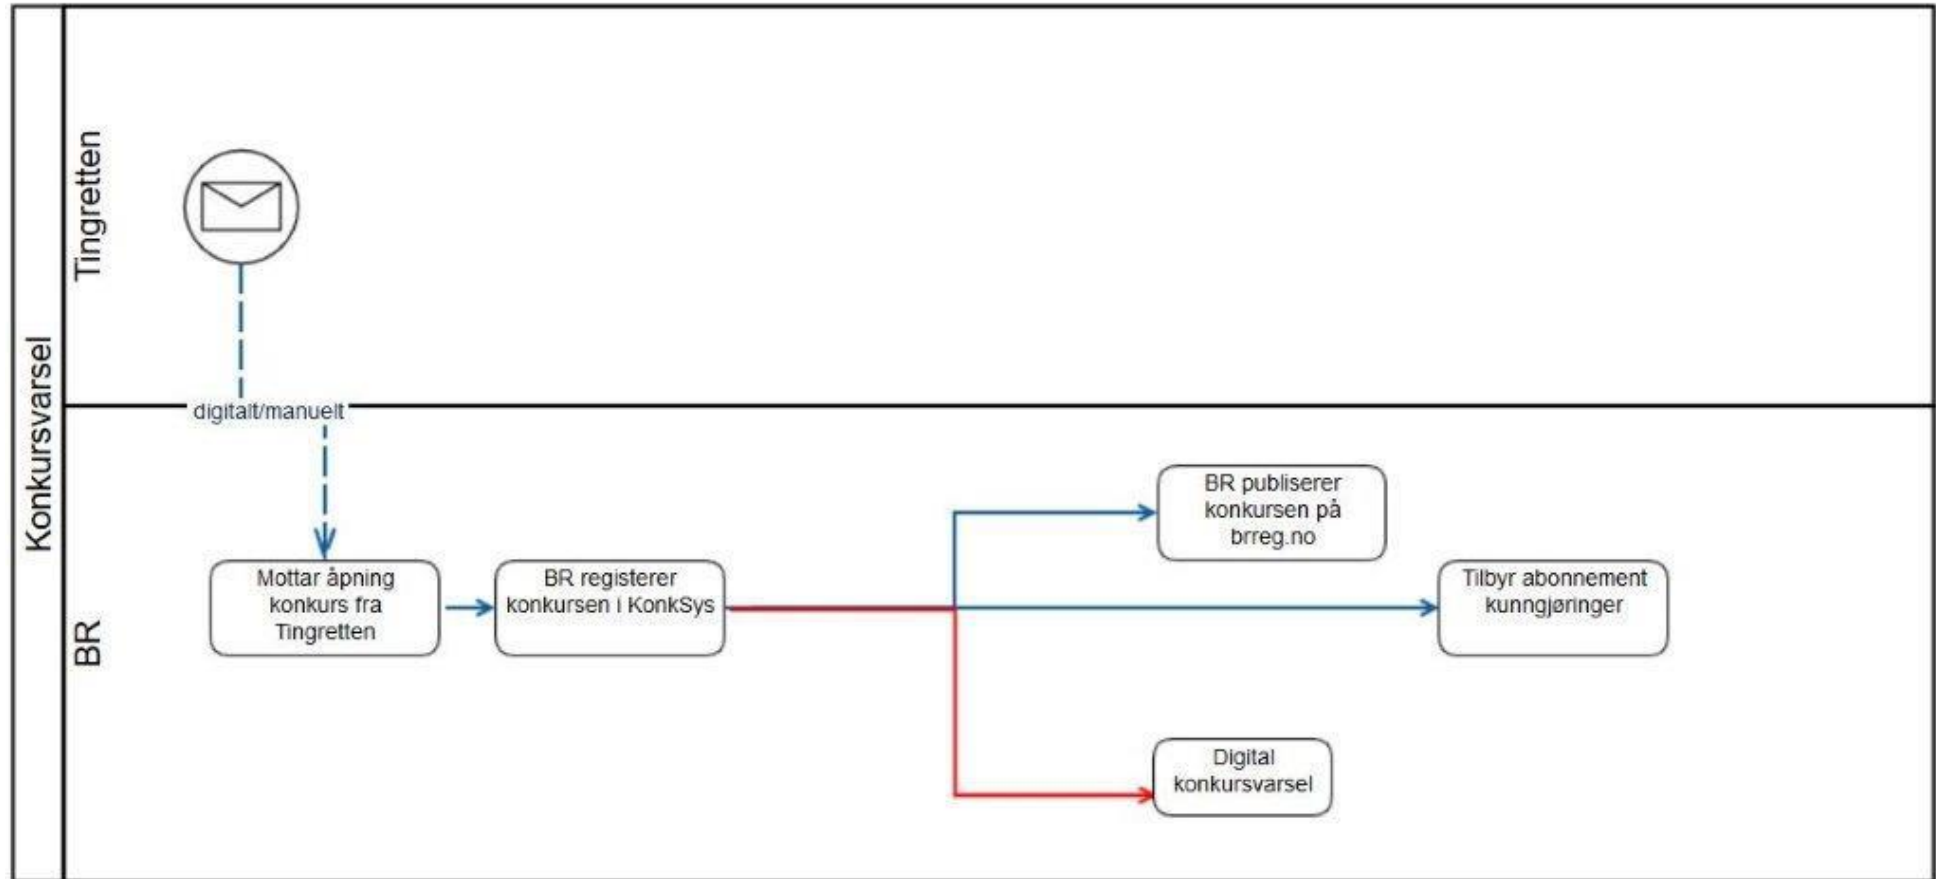 Konkursvarsel
Tingretten
digitalt/manuelt
BR
Mottar åpning
konkurs fra
Tingretten
BR registerer
konkursen i KonkSys
BR publiserer
konkursen på
brreg.no
Tilbyr abonnement
kunngjøringer
Digital
konkursvarsel